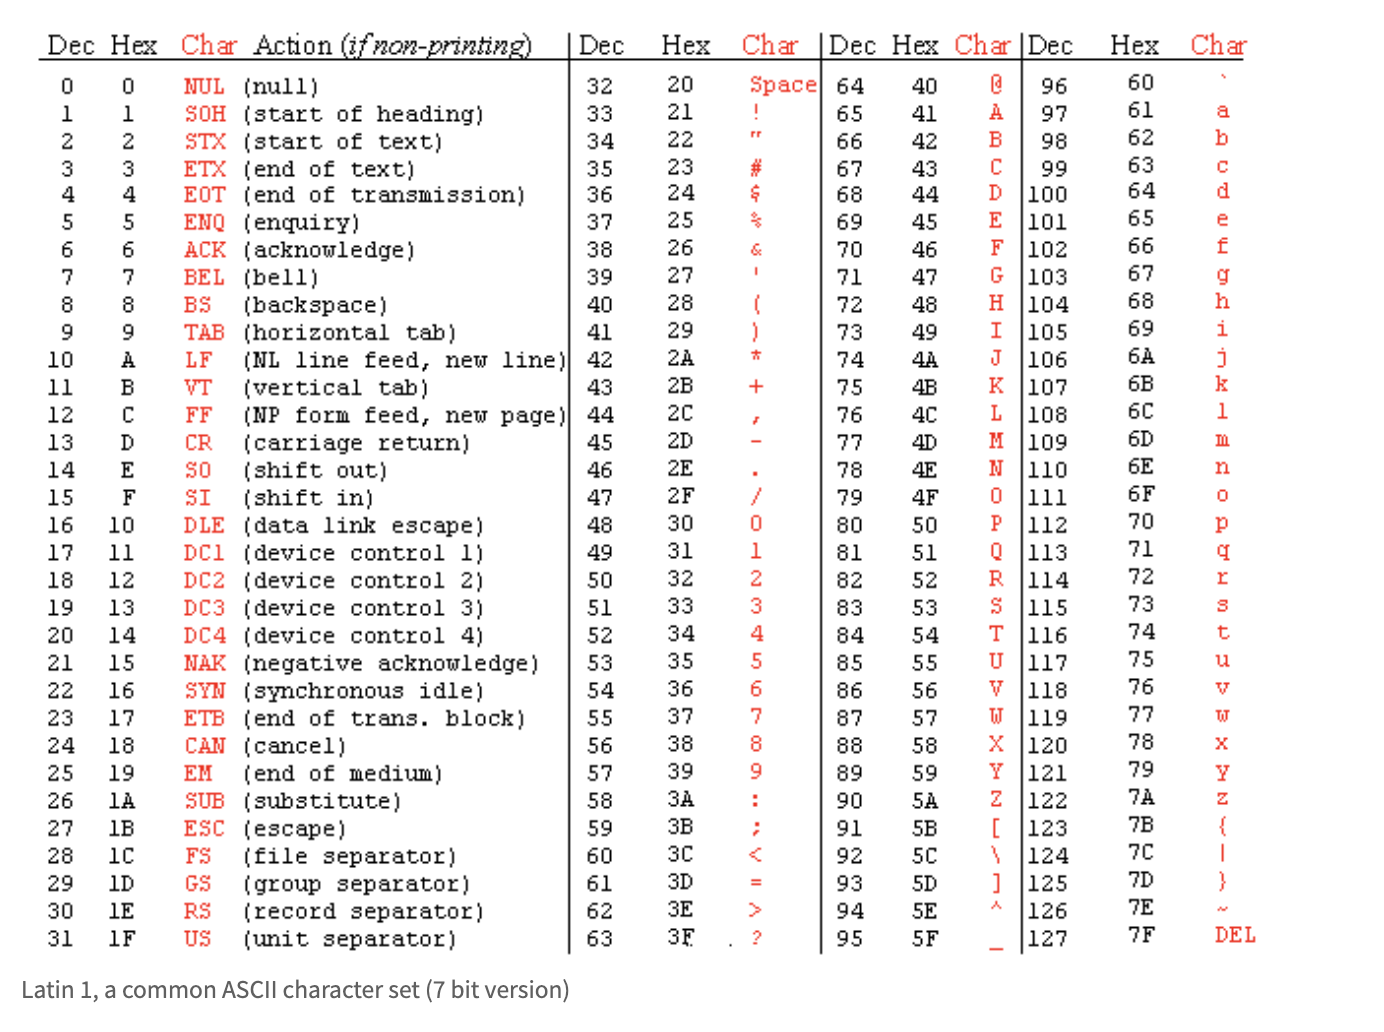 Dec Hex Char Action (if non-printing) Dec Hex Char Dec Hex Char Dec Hex Char
0 0 NUL (null) 32 20 Space 64 40 @ 96 60 `
1 1 SOH (start of heading) 33 21 ! 65 41 A 97 61 a
2 2 STX (start of text) 34 22 " 66 42 B 98 62 b
3 3 ETX (end of text) 35 23 # 67 43 C 99 63 c
4 4 EOT (end of transmission) 36 24 $ 68 44 D 100 64 d
5 5 ENQ (enquiry) 37 25 % 69 45 E 101 65 e
6 6 ACK (acknowledge) 38 26 & 70 46 F 102 66 f
7 7 BEL (bell) 39 27 ' 71 47 G 103 67 g
8 8 BS (backspace) 40 28 ( 72 48 H 104 68 h
9 9 TAB (horizontal tab) 41 29 ) 73 49 I 105 69 i
10 A LF (NL line feed, new line) 42 2A * 74 4A J 106 6A j
11 B VT (vertical tab) 43 2B + 75 4B K 107 6B k
12 C FF (NP form feed, new page) 44 2C , 76 4C L 108 6C l
13 D CR (carriage return) 45 2D - 77 4D M 109 6D m
14 E SO (shift out) 46 2E . 78 4E N 110 6E n
15 F SI (shift in) 47 2F / 79 4F O 111 6F o
16 10 DLE (data link escape) 48 30 0 80 50 P 112 70 p
17 11 DC1 (device control 1) 49 31 1 81 51 Q 113 71 q
18 12 DC2 (device control 2) 50 32 2 82 52 R 114 72 r
19 13 DC3 (device control 3) 51 33 3 83 53 S 115 73 s
20 14 DC4 (device control 4) 52 34 4 84 54 T 116 74 t
21 15 NAK (negative acknowledge) 53 35 5 85 55 U 117 75 u
22 16 SYN (synchronous idle) 54 36 6 86 56 V 118 76 v
23 17 ETB (end of trans. block) 55 37 7 87 57 W 119 77 w
24 18 CAN (cancel) 56 38 8 88 58 X 120 78 x
25 19 EM (end of medium) 57 39 9 89 59 Y 121 79 y
26 1A SUB (substitute) 58 3A : 90 5A Z 122 7A z
27 1B ESC (escape) 59 3B ; 91 5B [ 123 7B {
28 1C FS (file separator) 60 3C < 92 5C \ 124 7C |
29 1D GS (group separator) 61 3D = 93 5D ] 125 7D }
30 1E RS (record separator) 62 3E > 94 5E ^ 126 7E ~
31 1F US (unit separator) 63 3F . ? 95 5F _ 127 7F DEL
Latin 1, a common ASCII character set (7 bit version)